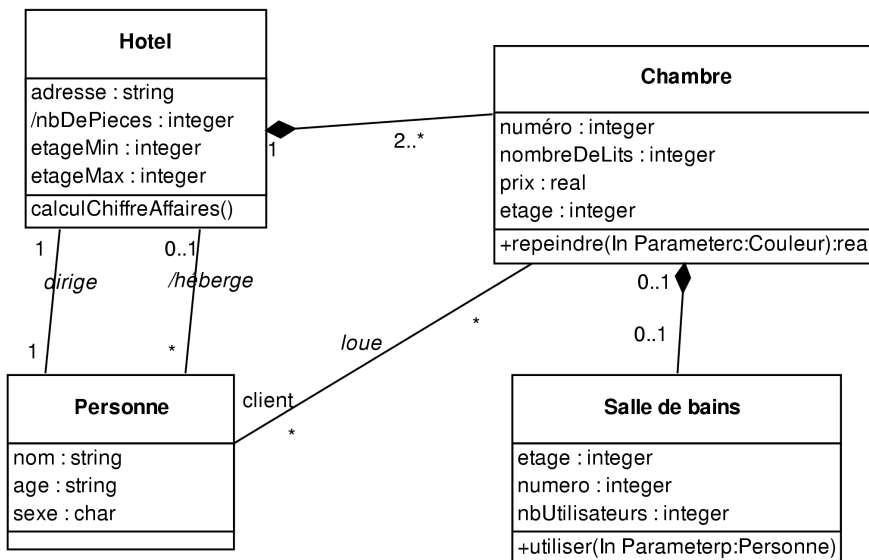 Hotel
adresse : string
/nbDePieces : integer
etageMin : integer
etageMax : integer
calculChiffreAffaires()
1
2..*
Chambre
numéro : integer
nombreDeLits : integer
prix : real
etage : integer
+repeindre(In Parameterc:Couleur):rea
1
0..1
dirige
/héberge
1
*
loue
*
0..1
0..1
client
*
Personne
nom : string
age : string
sexe : char
Salle de bains
etage : integer
numero : integer
nbUtilisateurs : integer
+utiliser(In Parameterp:Personne)